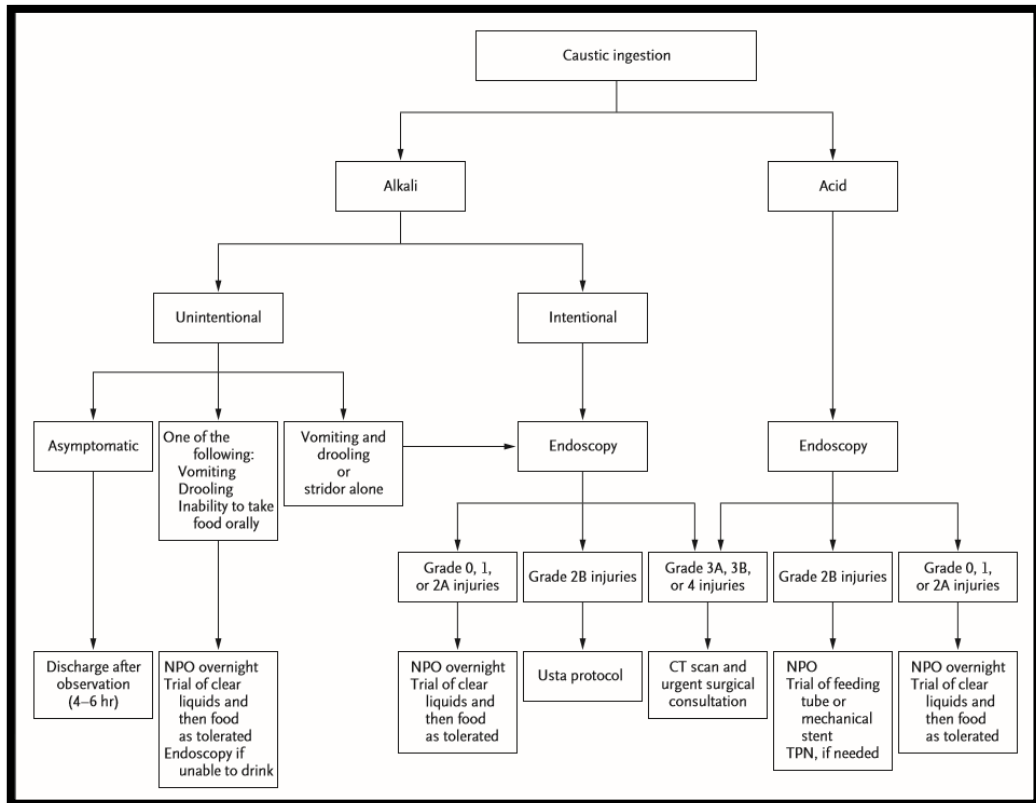 Caustic ingestion
Alkali
Acid
Unintentional
Intentional
Asymptomatic
One of the
following:
Vomiting
Drooling
Inability to take
food orally
Vomiting and
drooling
or
stridor alone
Endoscopy
Endoscopy
Grade 0, 1,
or 2A injuries
Grade 2B injuries
Grade 3A, 3B,
or 4 injuries
Grade 2B injuries
Grade 0, 1,
or 2A injuries
Discharge after
observation
(4–6 hr)
NPO overnight
Trial of clear
liquids and
then food
as tolerated
Endoscopy if
unable to drink
NPO overnight
Trial of clear
liquids and
then food
as tolerated
Usta protocol
CT scan and
urgent surgical
consultation
NPO
Trial of feeding
tube or
mechanical
stent
TPN, if needed
NPO overnight
Trial of clear
liquids and
then food
as tolerated